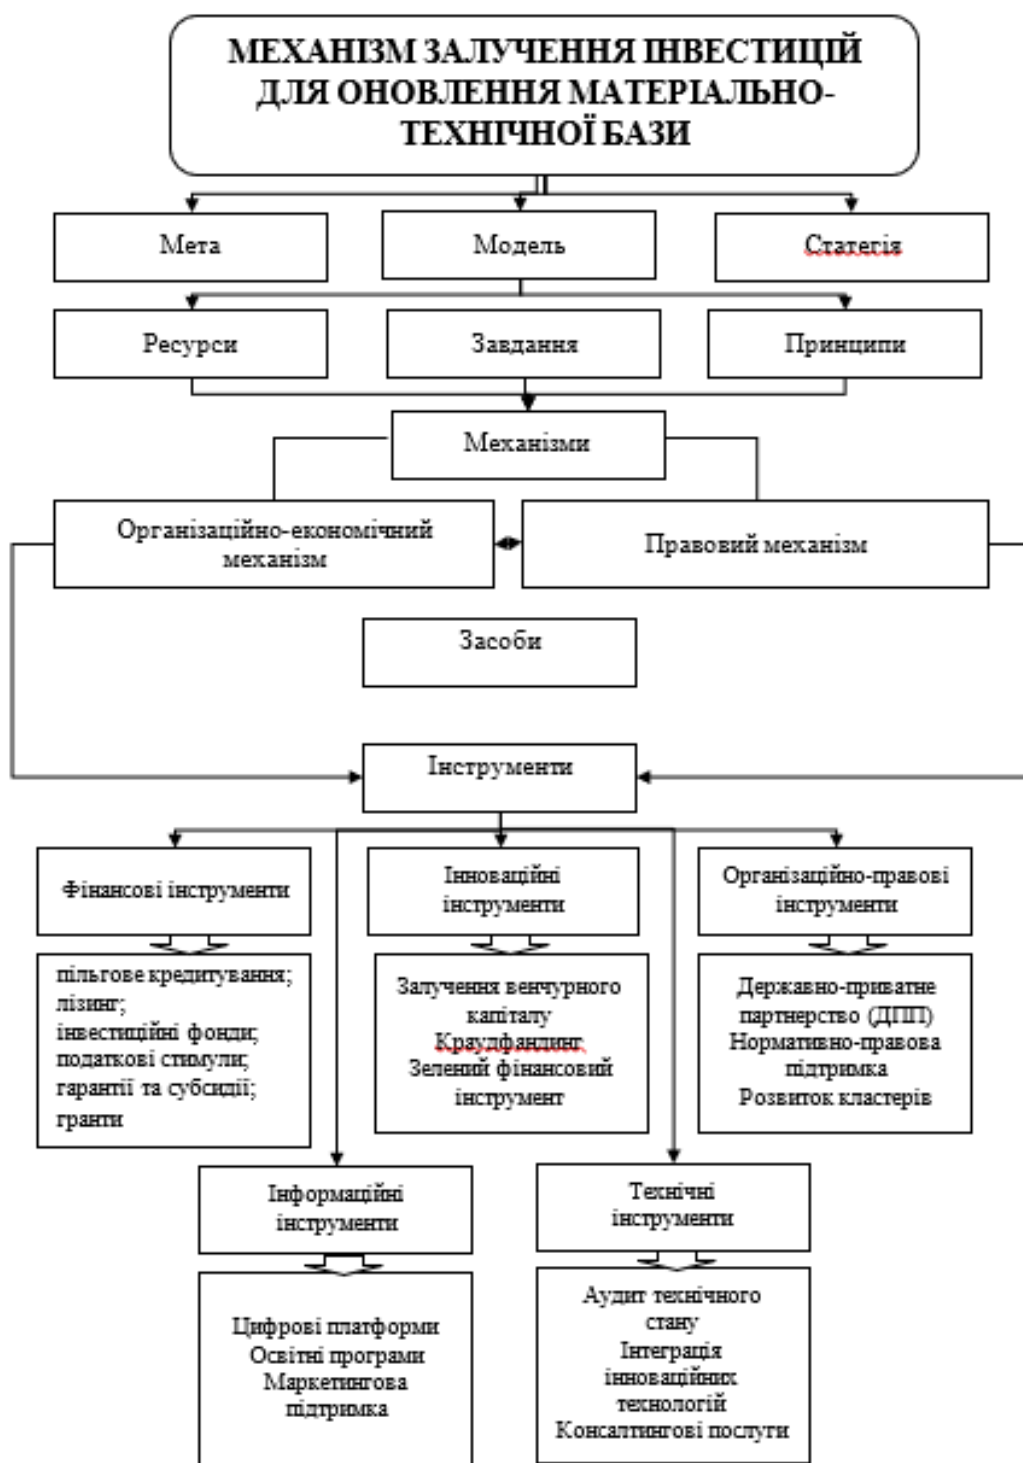 МЕХАНІЗМ ЗАЛУЧЕННЯ ІНВЕСТИЦІЙ
ДЛЯ ОНОВЛЕННЯ МАТЕРІАЛЬНО-
ТЕХНІЧНОЇ БАЗИ
Мета
Модель
Статегія
Ресурси
Завдання
Принципи
Механізми
Організаційно-економічний
механізм
Правовий механізм
Засоби
Інструменти
Фінансові інструменти
Інноваційні
інструменти
Організаційно-правові
інструменти
пільгове кредитування;
лізинг;
інвестиційні фонди;
податкові стимули;
гарантії та субсидії;
гранти
Залучення венчурного
капіталу
Краудфандинг
Зелений фінансовий
інструмент
Державно-приватне
партнерство (ДПП)
Нормативно-правова
підтримка
Розвиток кластерів
Інформаційні
інструменти
Технічні
інструменти
Цифрові платформи
Освітні програми
Маркетингова
підтримка
Аудит технічного
стану
Інтеграція
інноваційних
технологій
Консалтингові послуги